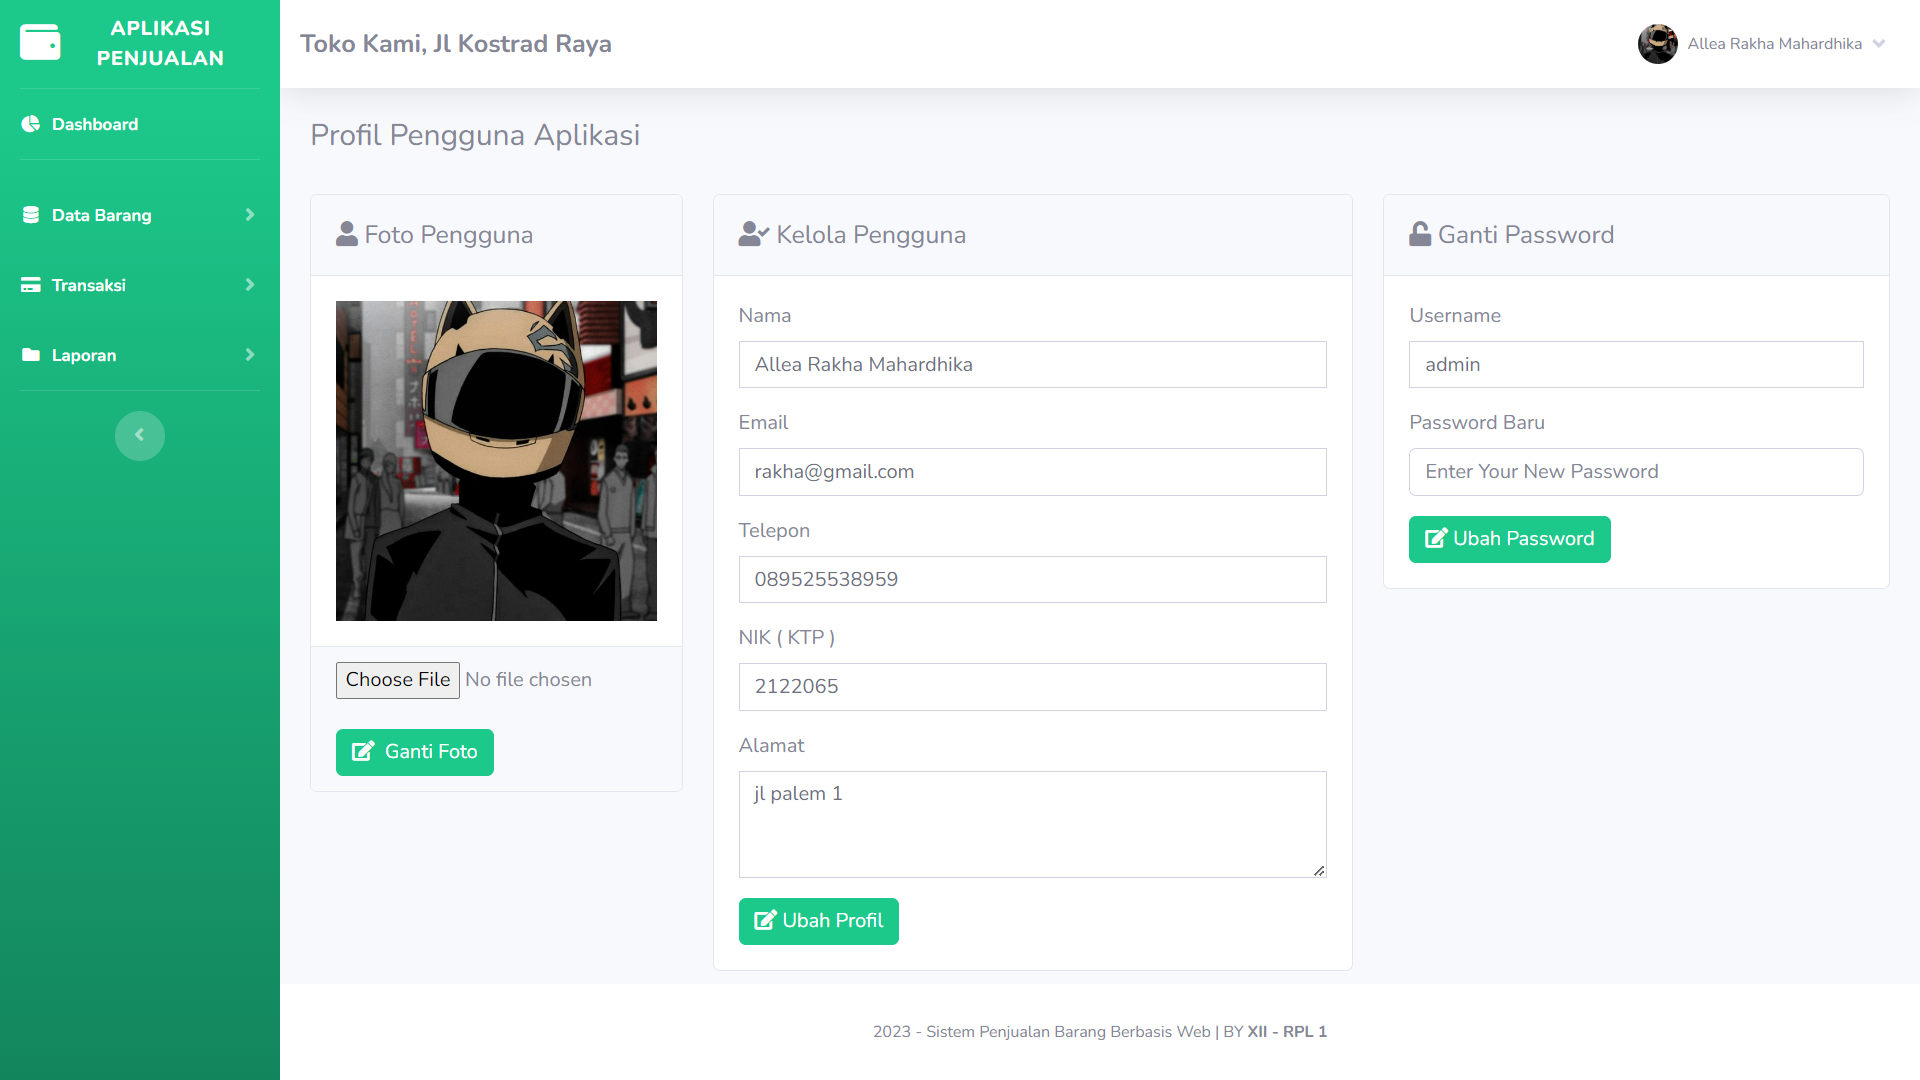 APLIKASI
PENJUALAN
Toko Kami, Jl Kostrad Raya
Allea Rakha Mahardhika
Dashboard
Data Barang
Transaksi
Laporan
Profil Pengguna Aplikasi
Foto Pengguna
Choose File No file chosen
Ganti Foto
Kelola Pengguna
Nama
Allea Rakha Mahardhika
Email
rakha@gmail.com
Telepon
089525538959
NIK ( KTP )
2122065
Alamat
jl palem 1
Ubah Profil
Ganti Password
Username
admin
Password Baru
Enter Your New Password
Ubah Password
2023 - Sistem Penjualan Barang Berbasis Web | BY XII - RPL 1